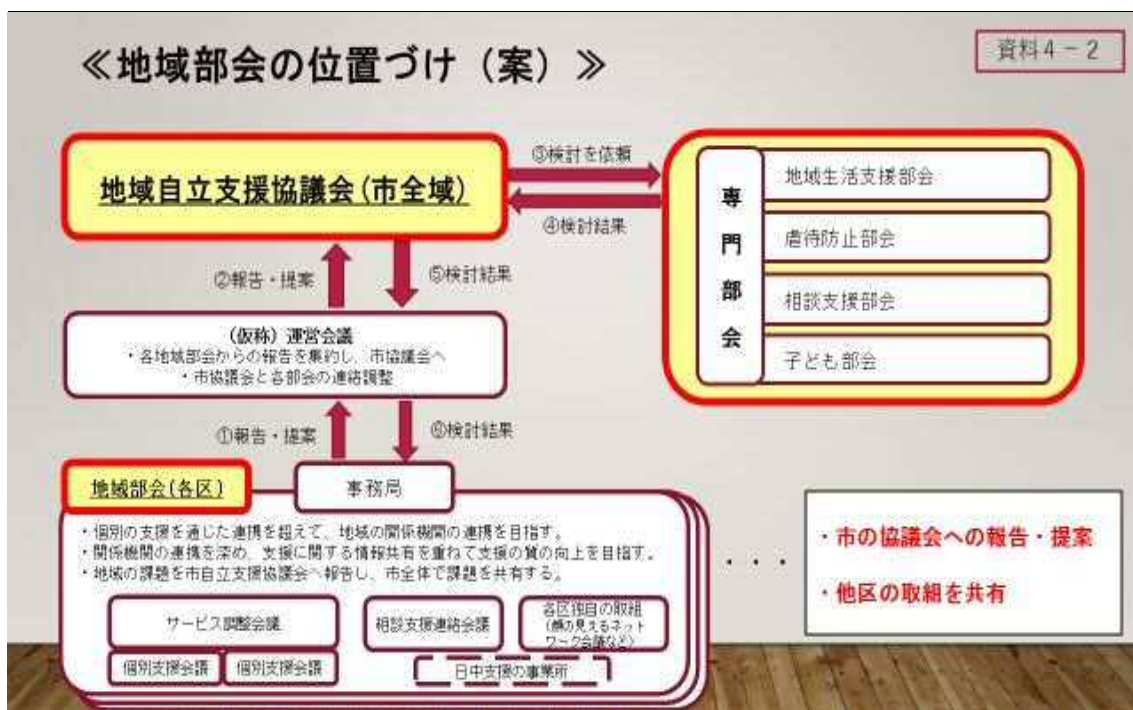 ≪地域部会の位置づけ（案）≫
資料4－2
地域自立支援協議会(市全域)
③検討を依頼
④検討結果
専門部会
地域生活支援部会
虐待防止部会
相談支援部会
子ども部会
②報告・提案
⑤検討結果
(仮称）運営会議
・各地域部会からの報告を集約し、市協議会へ
・市協議会と各部会の連絡調整
①報告・提案
⑥検討結果
地域部会(各区)
事務局
・個別の支援を通じた連携を超えて、地域の関係機関の連携を目指す。
・関係機関の連携を深め、支援に関する情報共有を重ねて支援の質の向上を目指す。
・地域の課題を市自立支援協議会へ報告し、市全体で課題を共有する。
サービス調整会議
個別支援会議
個別支援会議
相談支援連絡会議
各区独自の取組
(顔の見えるネット
ワーク会議など)
日中支援の事業所
・・・
・市の協議会への報告・提案
・他区の取組を共有